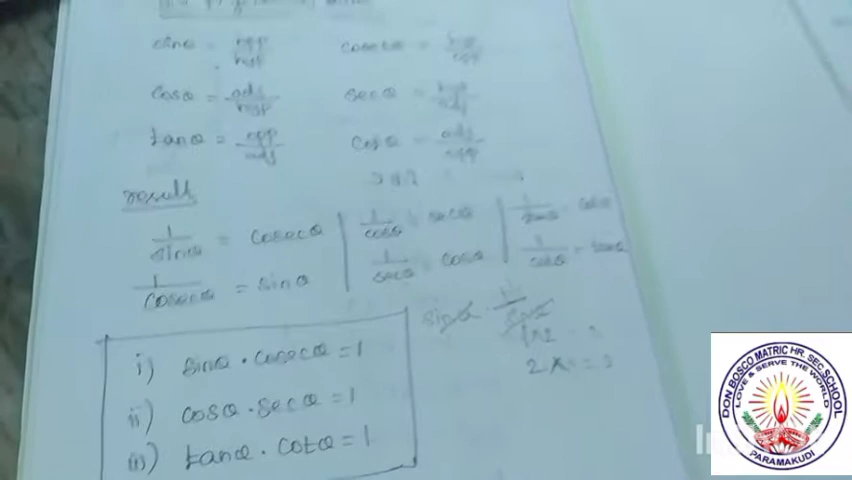 sinθ = opp/hyp cosecθ = hyp/opp
cosθ = adj/hyp secθ = hyp/adj
tanθ = opp/adj cotθ = adj/opp
result
1/sinθ = cosecθ | 1/cosθ = secθ | 1/tanθ = cotθ
1/cosecθ = sinθ | 1/secθ = cosθ | 1/cotθ = tanθ
i) sinθ · cosecθ = 1
ii) cosθ · secθ = 1
iii) tanθ · cotθ = 1
DON BOSCO MATRIC HR. SEC SCHOOL
LOVE & SERVE THE WORLD
PARAMAKUDI